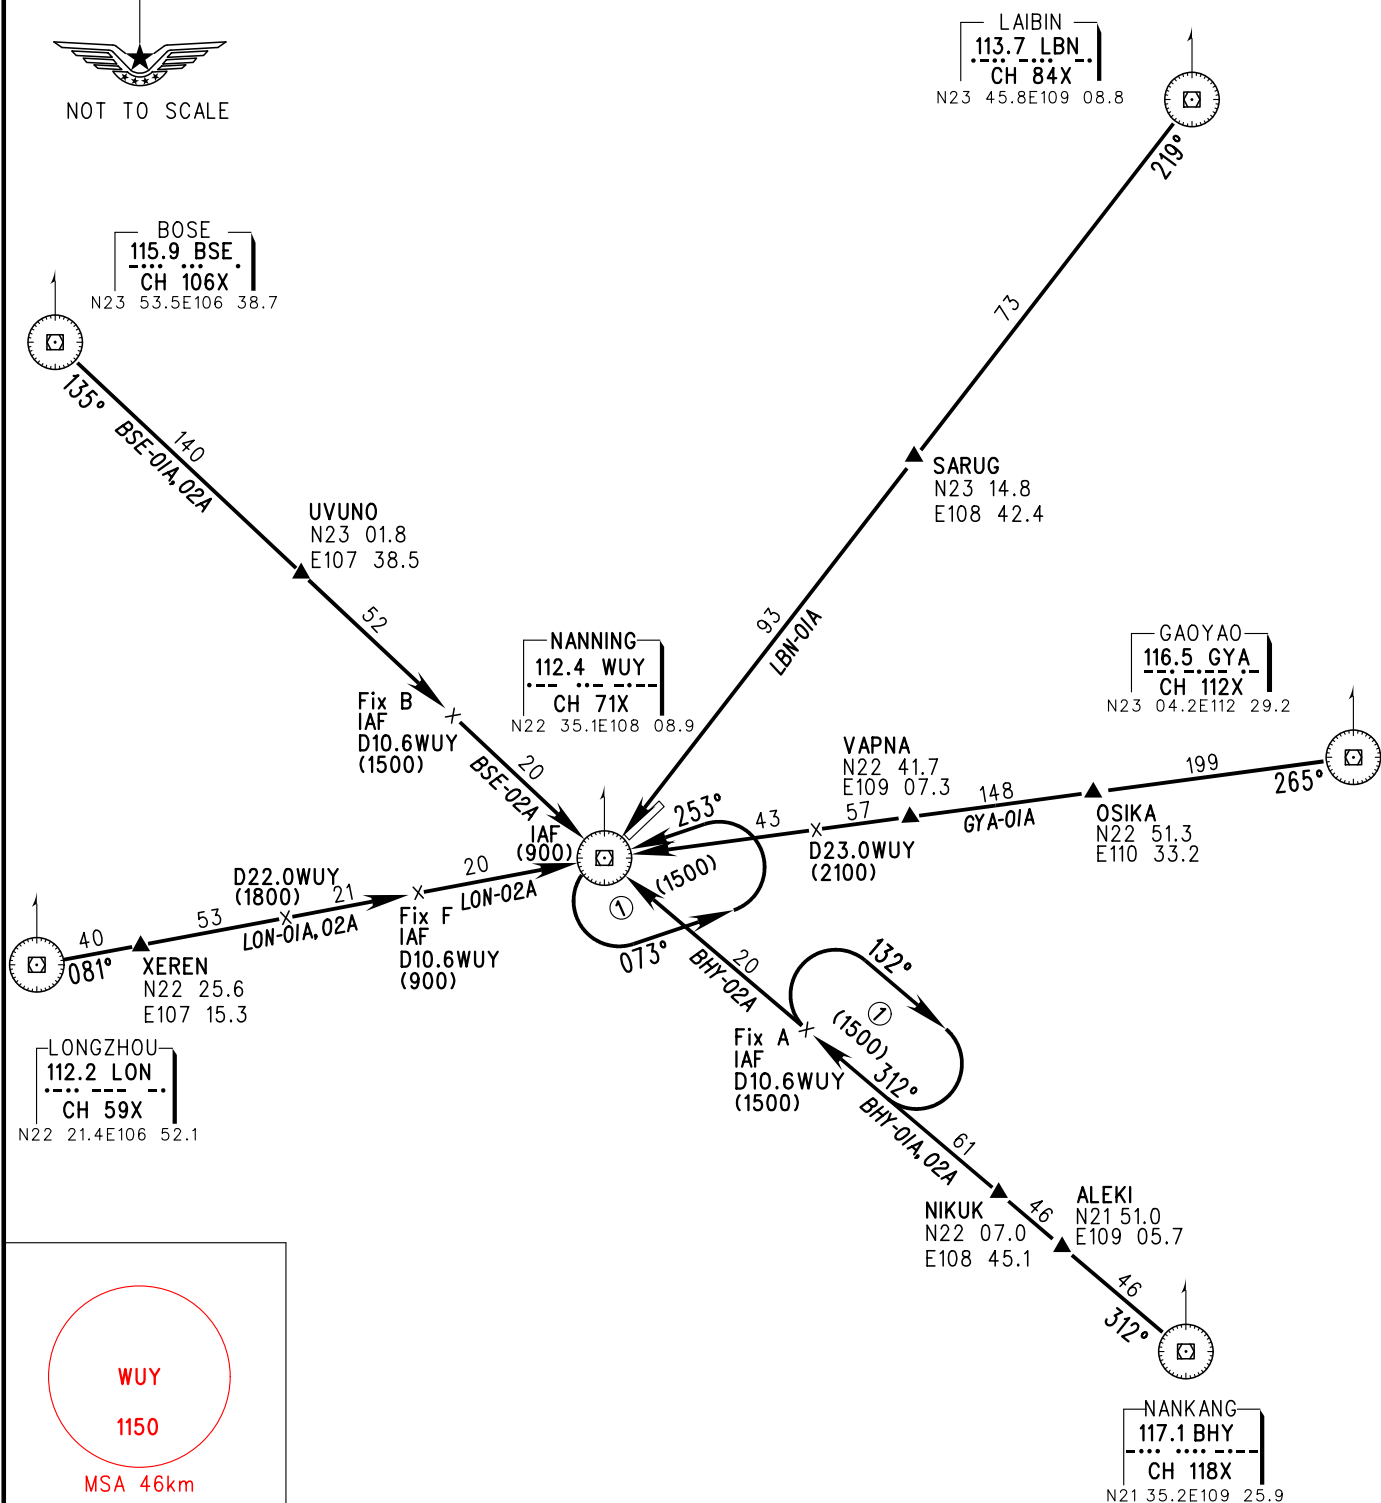 NOT TO SCALE
LAIBIN
113.7 LBN
CH 84X
N23 45.8E109 08.8
219°
73
SARUG
N23 14.8
E108 42.4
93
LBN-01A
BOSE
115.9 BSE
CH 106X
N23 53.5E106 38.7
135°
BSE-01A,02A
140
UVUNO
N23 01.8
E107 38.5
52
Fix B
IAF
D10.6WUY
(1500)
20
BSE-02A
NANNING
112.4 WUY
CH 71X
N22 35.1E108 08.9
IAF
(900)
253°
(1500)
1
073°
GAOYAO
116.5 GYA
CH 112X
N23 04.2E112 29.2
265°
199
OSIKA
N22 51.3
E110 33.2
148
GYA-01A
VAPNA
N22 41.7
E109 07.3
57
D23.0WUY
(2100)
43
LONGZHOU
112.2 LON
CH 59X
N22 21.4E106 52.1
081°
40
XEREN
N22 25.6
E107 15.3
53
D22.0WUY
(1800)
21
LON-01A,02A
Fix F
IAF
D10.6WUY
(900)
20
LON-02A
20
BHY-02A
Fix A
IAF
D10.6WUY
(1500)
132°
1
(1500)
312°
BHY-01A,02A
61
NIKUK
N22 07.0
E108 45.1
46
ALEKI
N21 51.0
E109 05.7
46
312°
NANKANG
117.1 BHY
CH 118X
N21 35.2E109 25.9
WUY
1150
MSA 46km